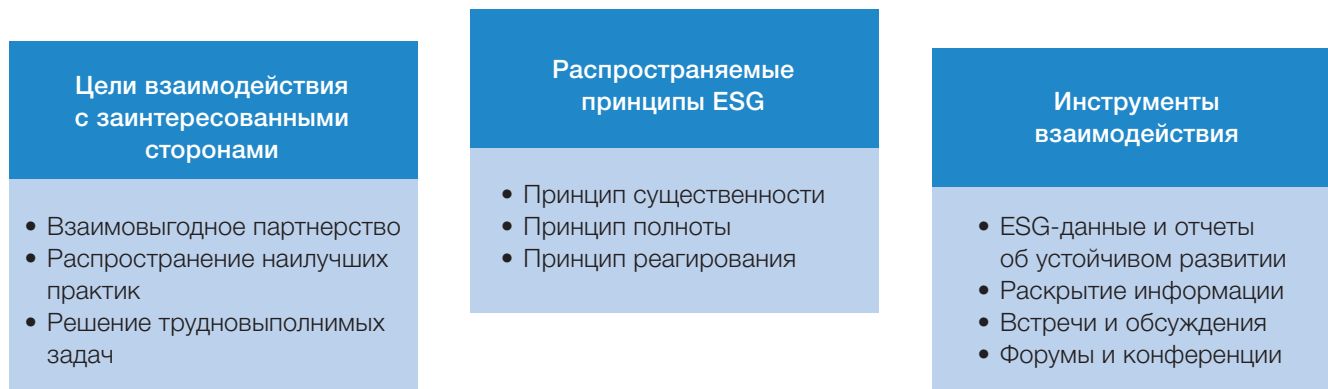 Цели взаимодействия
с заинтересованными
сторонами
• Взаимовыгодное партнерство
• Распространение наилучших
практик
• Решение трудновыполнимых
задач
Распространяемые
принципы ESG
• Принцип существенности
• Принцип полноты
• Принцип реагирования
Инструменты
взаимодействия
• ESG-данные и отчеты
об устойчивом развитии
• Раскрытие информации
• Встречи и обсуждения
• Форумы и конференции